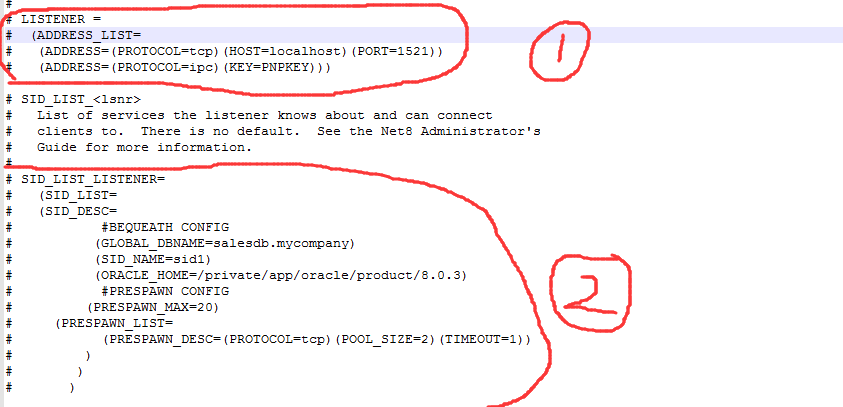 #
# LISTENER =
#  (ADDRESS_LIST=
#   (ADDRESS=(PROTOCOL=tcp)(HOST=localhost)(PORT=1521))
#   (ADDRESS=(PROTOCOL=ipc)(KEY=PNPKEY)))
1
#
# SID_LIST_<lsnr>
#   List of services the listener knows about and can connect
#   clients to.  There is no default.  See the Net8 Administrator's
#   Guide for more information.
#
# SID_LIST_LISTENER=
#   (SID_LIST=
#   (SID_DESC=
#           #BEQUEATH CONFIG
#          (GLOBAL_DBNAME=salesdb.mycompany)
#          (SID_NAME=sid1)
#          (ORACLE_HOME=/private/app/oracle/product/8.0.3)
#           #PRESPAWN CONFIG
#         (PRESPAWN_MAX=20)
#     (PRESPAWN_LIST=
#           (PRESPAWN_DESC=(PROTOCOL=tcp)(POOL_SIZE=2)(TIMEOUT=1))
#         )
#        )
#       )
2